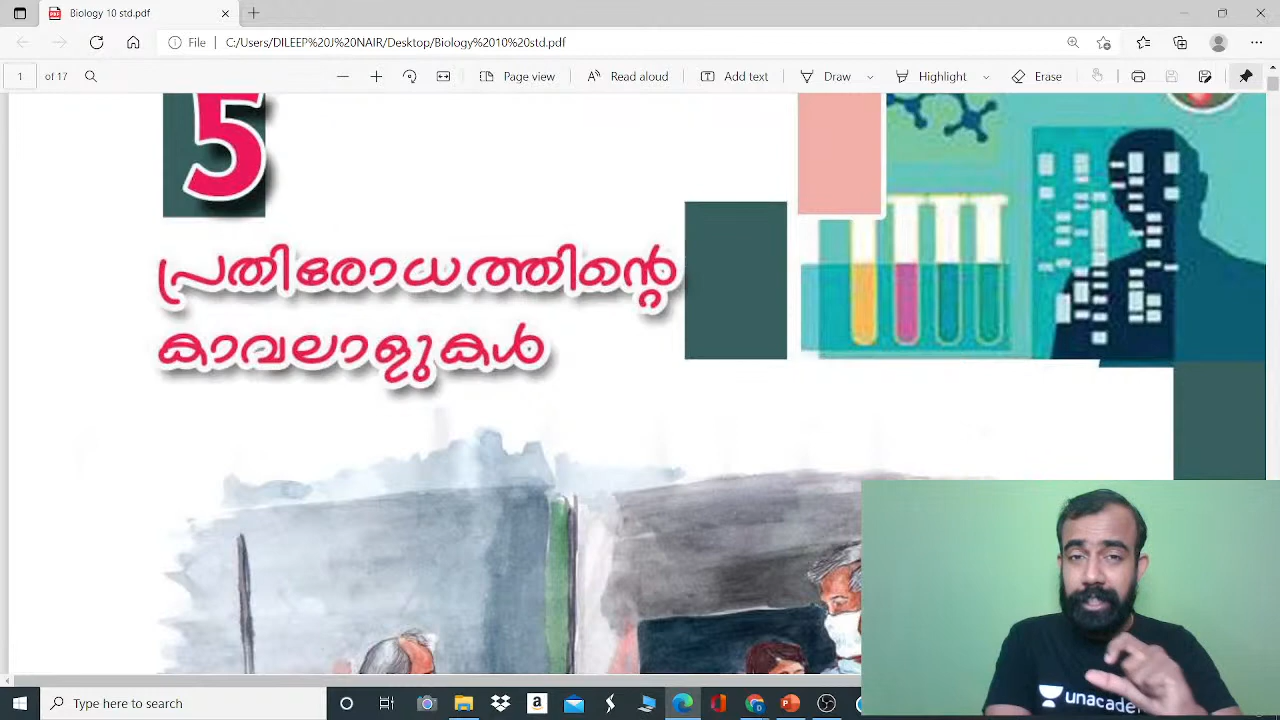 Biology 10 std.pdf
File
C:/Users/DILEEP%20J%20NAIR/Desktop/Biology%2010%20std.pdf
1 of 17
Page view
Read aloud
Add text
Draw
Highlight
Erase
5
പ്രതിരോധത്തിന്റെ
കാവലാളുകൾ
unacade
Type here to search